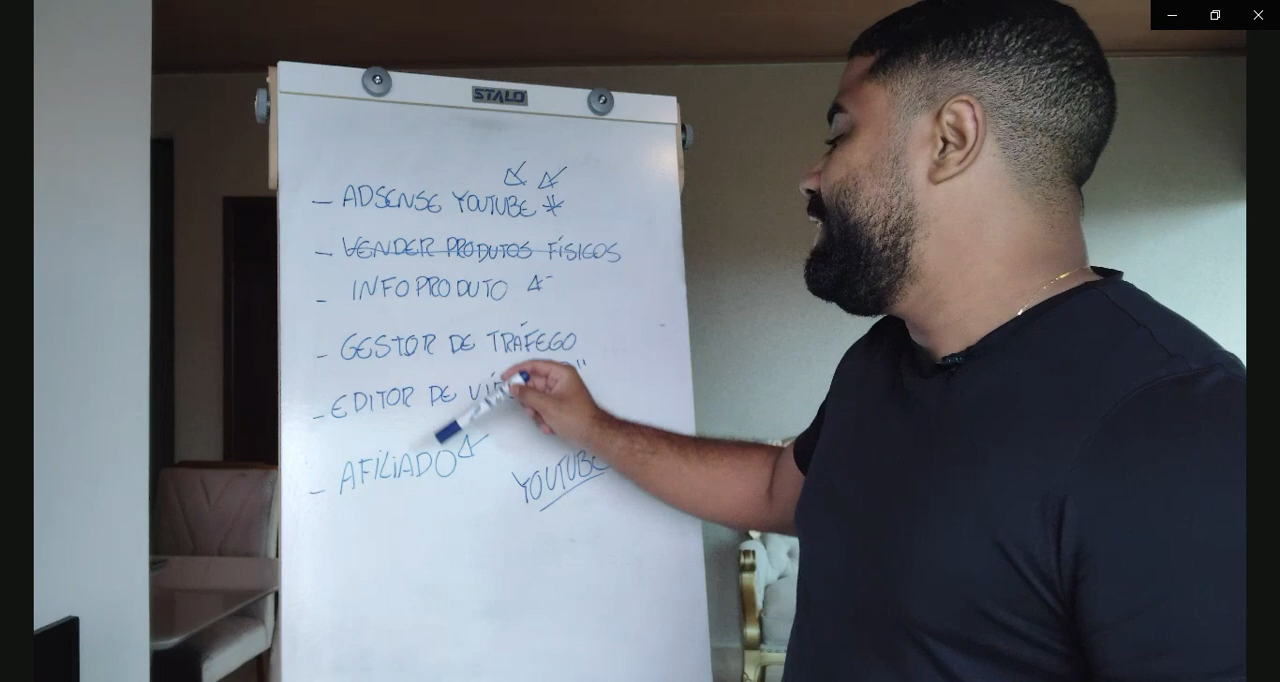 STALO
- ADSENSE YOUTUBE *
- VENDER PRODUTOS FÍSICOS
- INFOPRODUTO
- GESTOR DE TRÁFEGO
- EDITOR DE
- AFILIADO
YOUTUBE